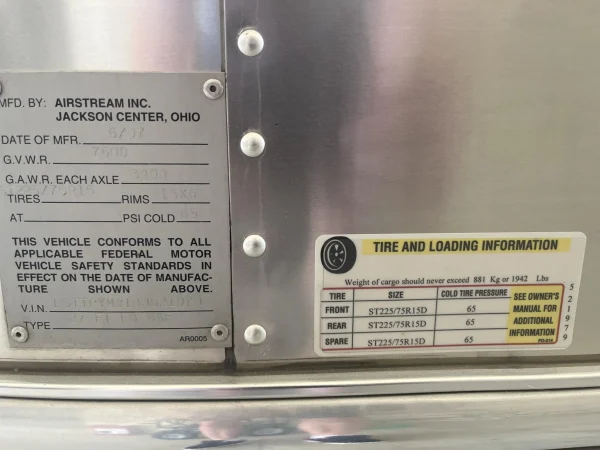 MFD. BY: AIRSTREAM INC.
JACKSON CENTER, OHIO
DATE OF MFR.
G.V.W.R. 7600
G.A.W.R. EACH AXLE
TIRES RIMS 15X6
AT PSI COLD
THIS VEHICLE CONFORMS TO ALL
APPLICABLE FEDERAL MOTOR
VEHICLE SAFETY STANDARDS IN
EFFECT ON THE DATE OF MANUFAC-
TURE SHOWN ABOVE.
V.I.N.
TYPE
AR0005
TIRE AND LOADING INFORMATION
Weight of cargo should never exceed 881 Kg or 1942 Lbs
TIRE SIZE COLD TIRE PRESSURE SEE OWNER'S MANUAL FOR ADDITIONAL INFORMATION
FRONT ST225/75R15D 65
REAR ST225/75R15D 65
SPARE ST225/75R15D 65
521979